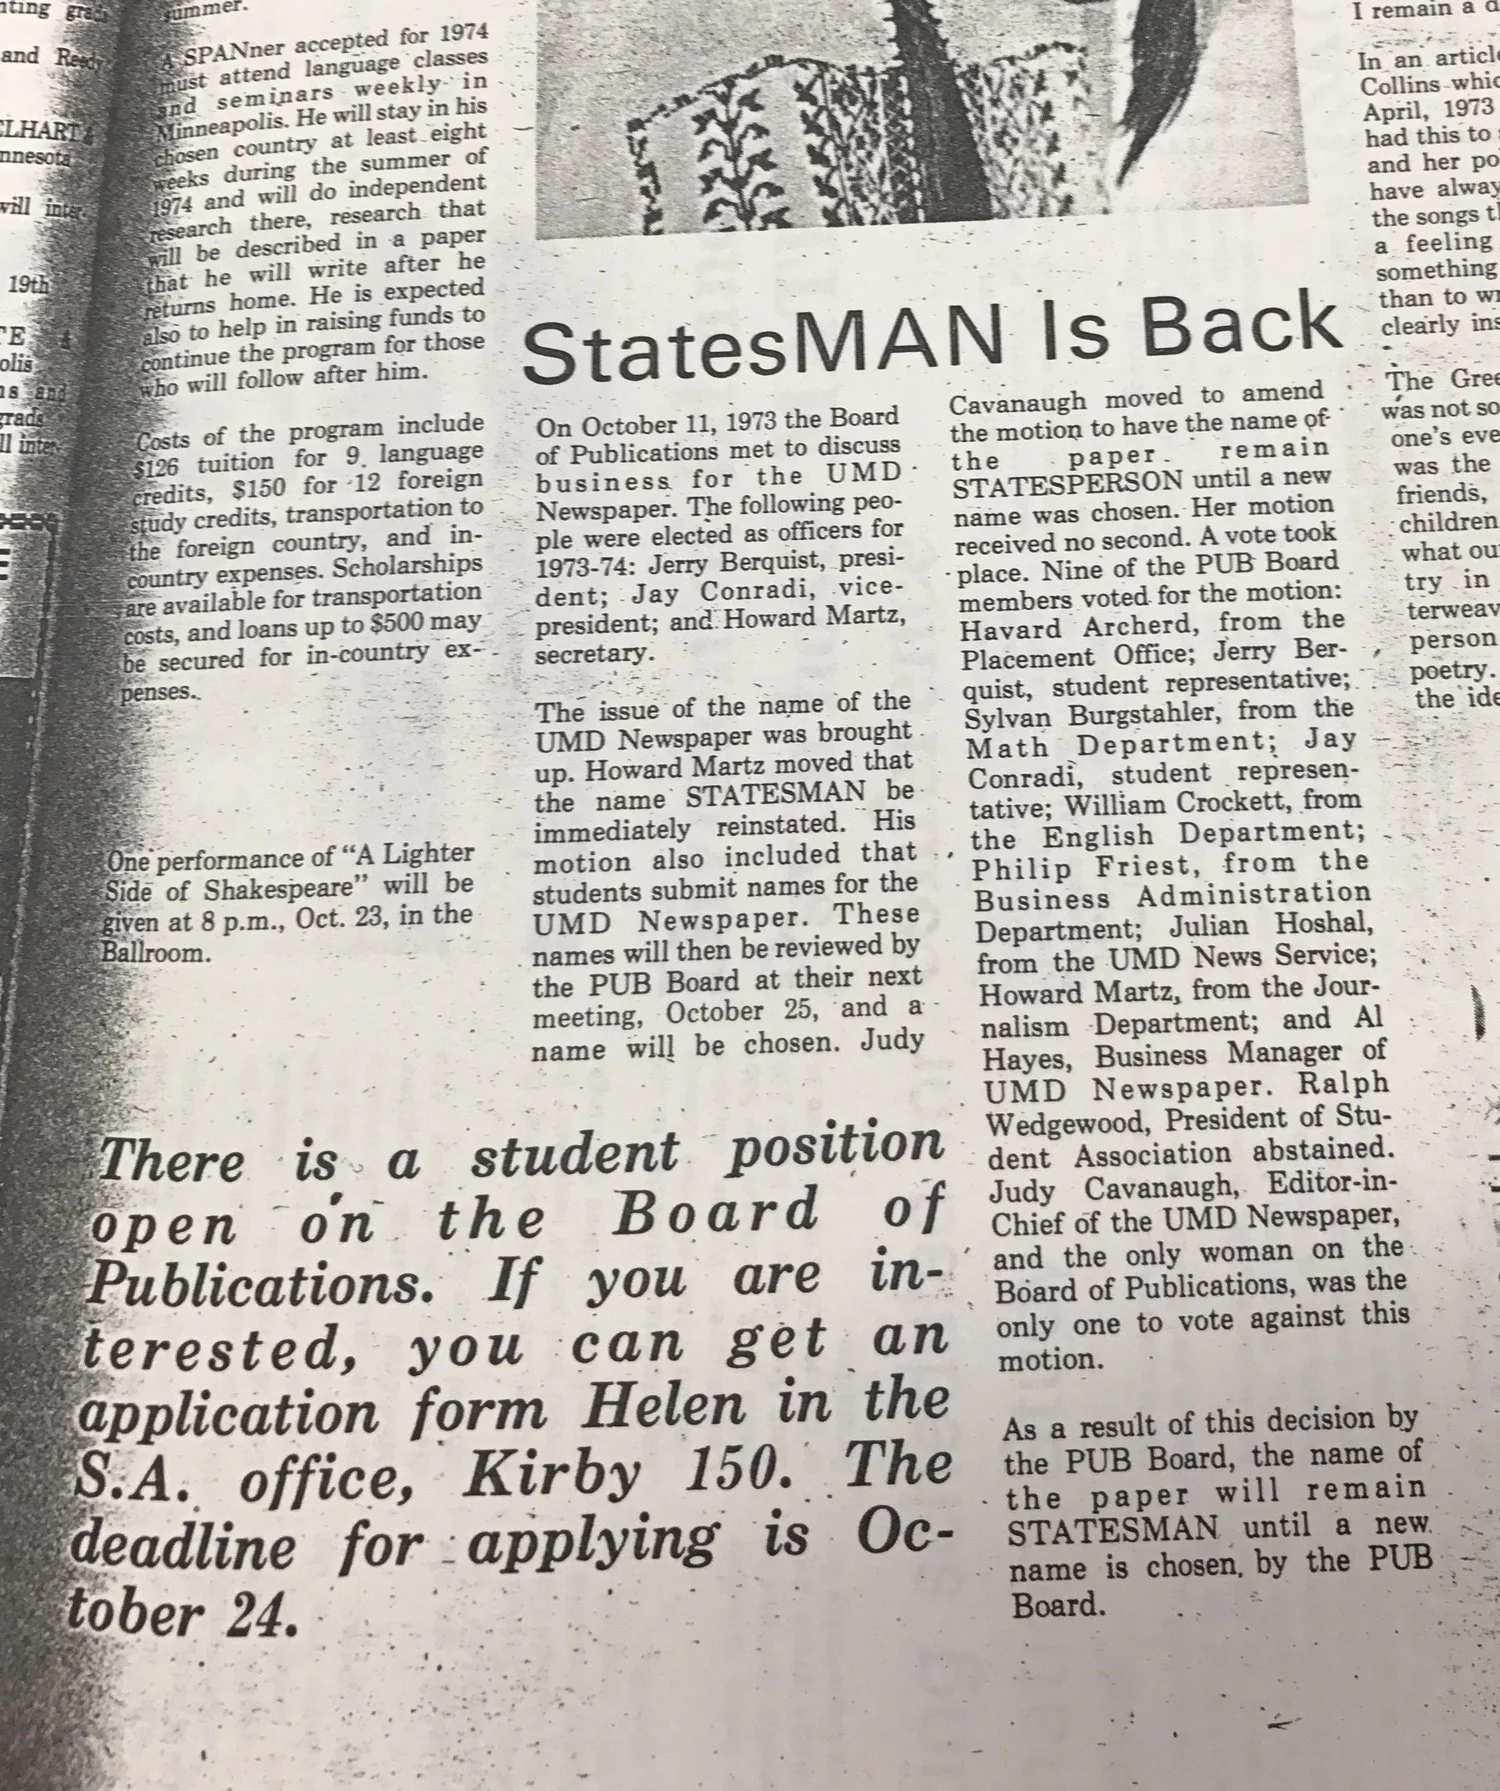 nting grads
and Reedy
ELHART &
nnesota
will inter-
19th
TE &
olis
ns and
grads
ll inter-
summer.
A SPANner accepted for 1974
must attend language classes
and seminars weekly in
Minneapolis. He will stay in his
chosen country at least eight
weeks during the summer of
1974 and will do independent
research there, research that
will be described in a paper
that he will write after he
returns home. He is expected
also to help in raising funds to
continue the program for those
who will follow after him.
Costs of the program include
$126 tuition for 9 language
credits, $150 for 12 foreign
study credits, transportation to
the foreign country, and in-
country expenses. Scholarships
are available for transportation
costs, and loans up to $500 may
be secured for in-country ex-
penses.
One performance of “A Lighter
Side of Shakespeare” will be
given at 8 p.m., Oct. 23, in the
Ballroom.
There is a student position
open on the Board of
Publications. If you are in-
terested, you can get an
application form Helen in the
S.A. office, Kirby 150. The
deadline for applying is Oc-
tober 24.
StatesMAN Is Back
On October 11, 1973 the Board
of Publications met to discuss
business for the UMD
Newspaper. The following peo-
ple were elected as officers for
1973-74: Jerry Berquist, presi-
dent; Jay Conradi, vice-
president; and Howard Martz,
secretary.
The issue of the name of the
UMD Newspaper was brought
up. Howard Martz moved that
the name STATESMAN be
immediately reinstated. His
motion also included that
students submit names for the
UMD Newspaper. These
names will then be reviewed by
the PUB Board at their next
meeting, October 25, and a
name will be chosen. Judy
Cavanaugh moved to amend
the motion to have the name of
the paper remain
STATESPERSON until a new
name was chosen. Her motion
received no second. A vote took
place. Nine of the PUB Board
members voted for the motion:
Havard Archerd, from the
Placement Office; Jerry Ber-
quist, student representative;
Sylvan Burgstahler, from the
Math Department; Jay
Conradi, student represen-
tative; William Crockett, from
the English Department;
Philip Friest, from the
Business Administration
Department; Julian Hoshal,
from the UMD News Service;
Howard Martz, from the Jour-
nalism Department; and Al
Hayes, Business Manager of
UMD Newspaper. Ralph
Wedgewood, President of Stu-
dent Association abstained.
Judy Cavanaugh, Editor-in-
Chief of the UMD Newspaper,
and the only woman on the
Board of Publications, was the
only one to vote against this
motion.
As a result of this decision by
the PUB Board, the name of
the paper will remain
STATESMAN until a new
name is chosen by the PUB
Board.
I remain a d
In an article
Collins whic
April, 1973
had this to s
and her po
have alway
the songs th
a feeling
something
than to wr
clearly ins
The Gree
was not so
one's eve
was the
friends,
children
what ou
try in
terweav
person
poetry.
the ide